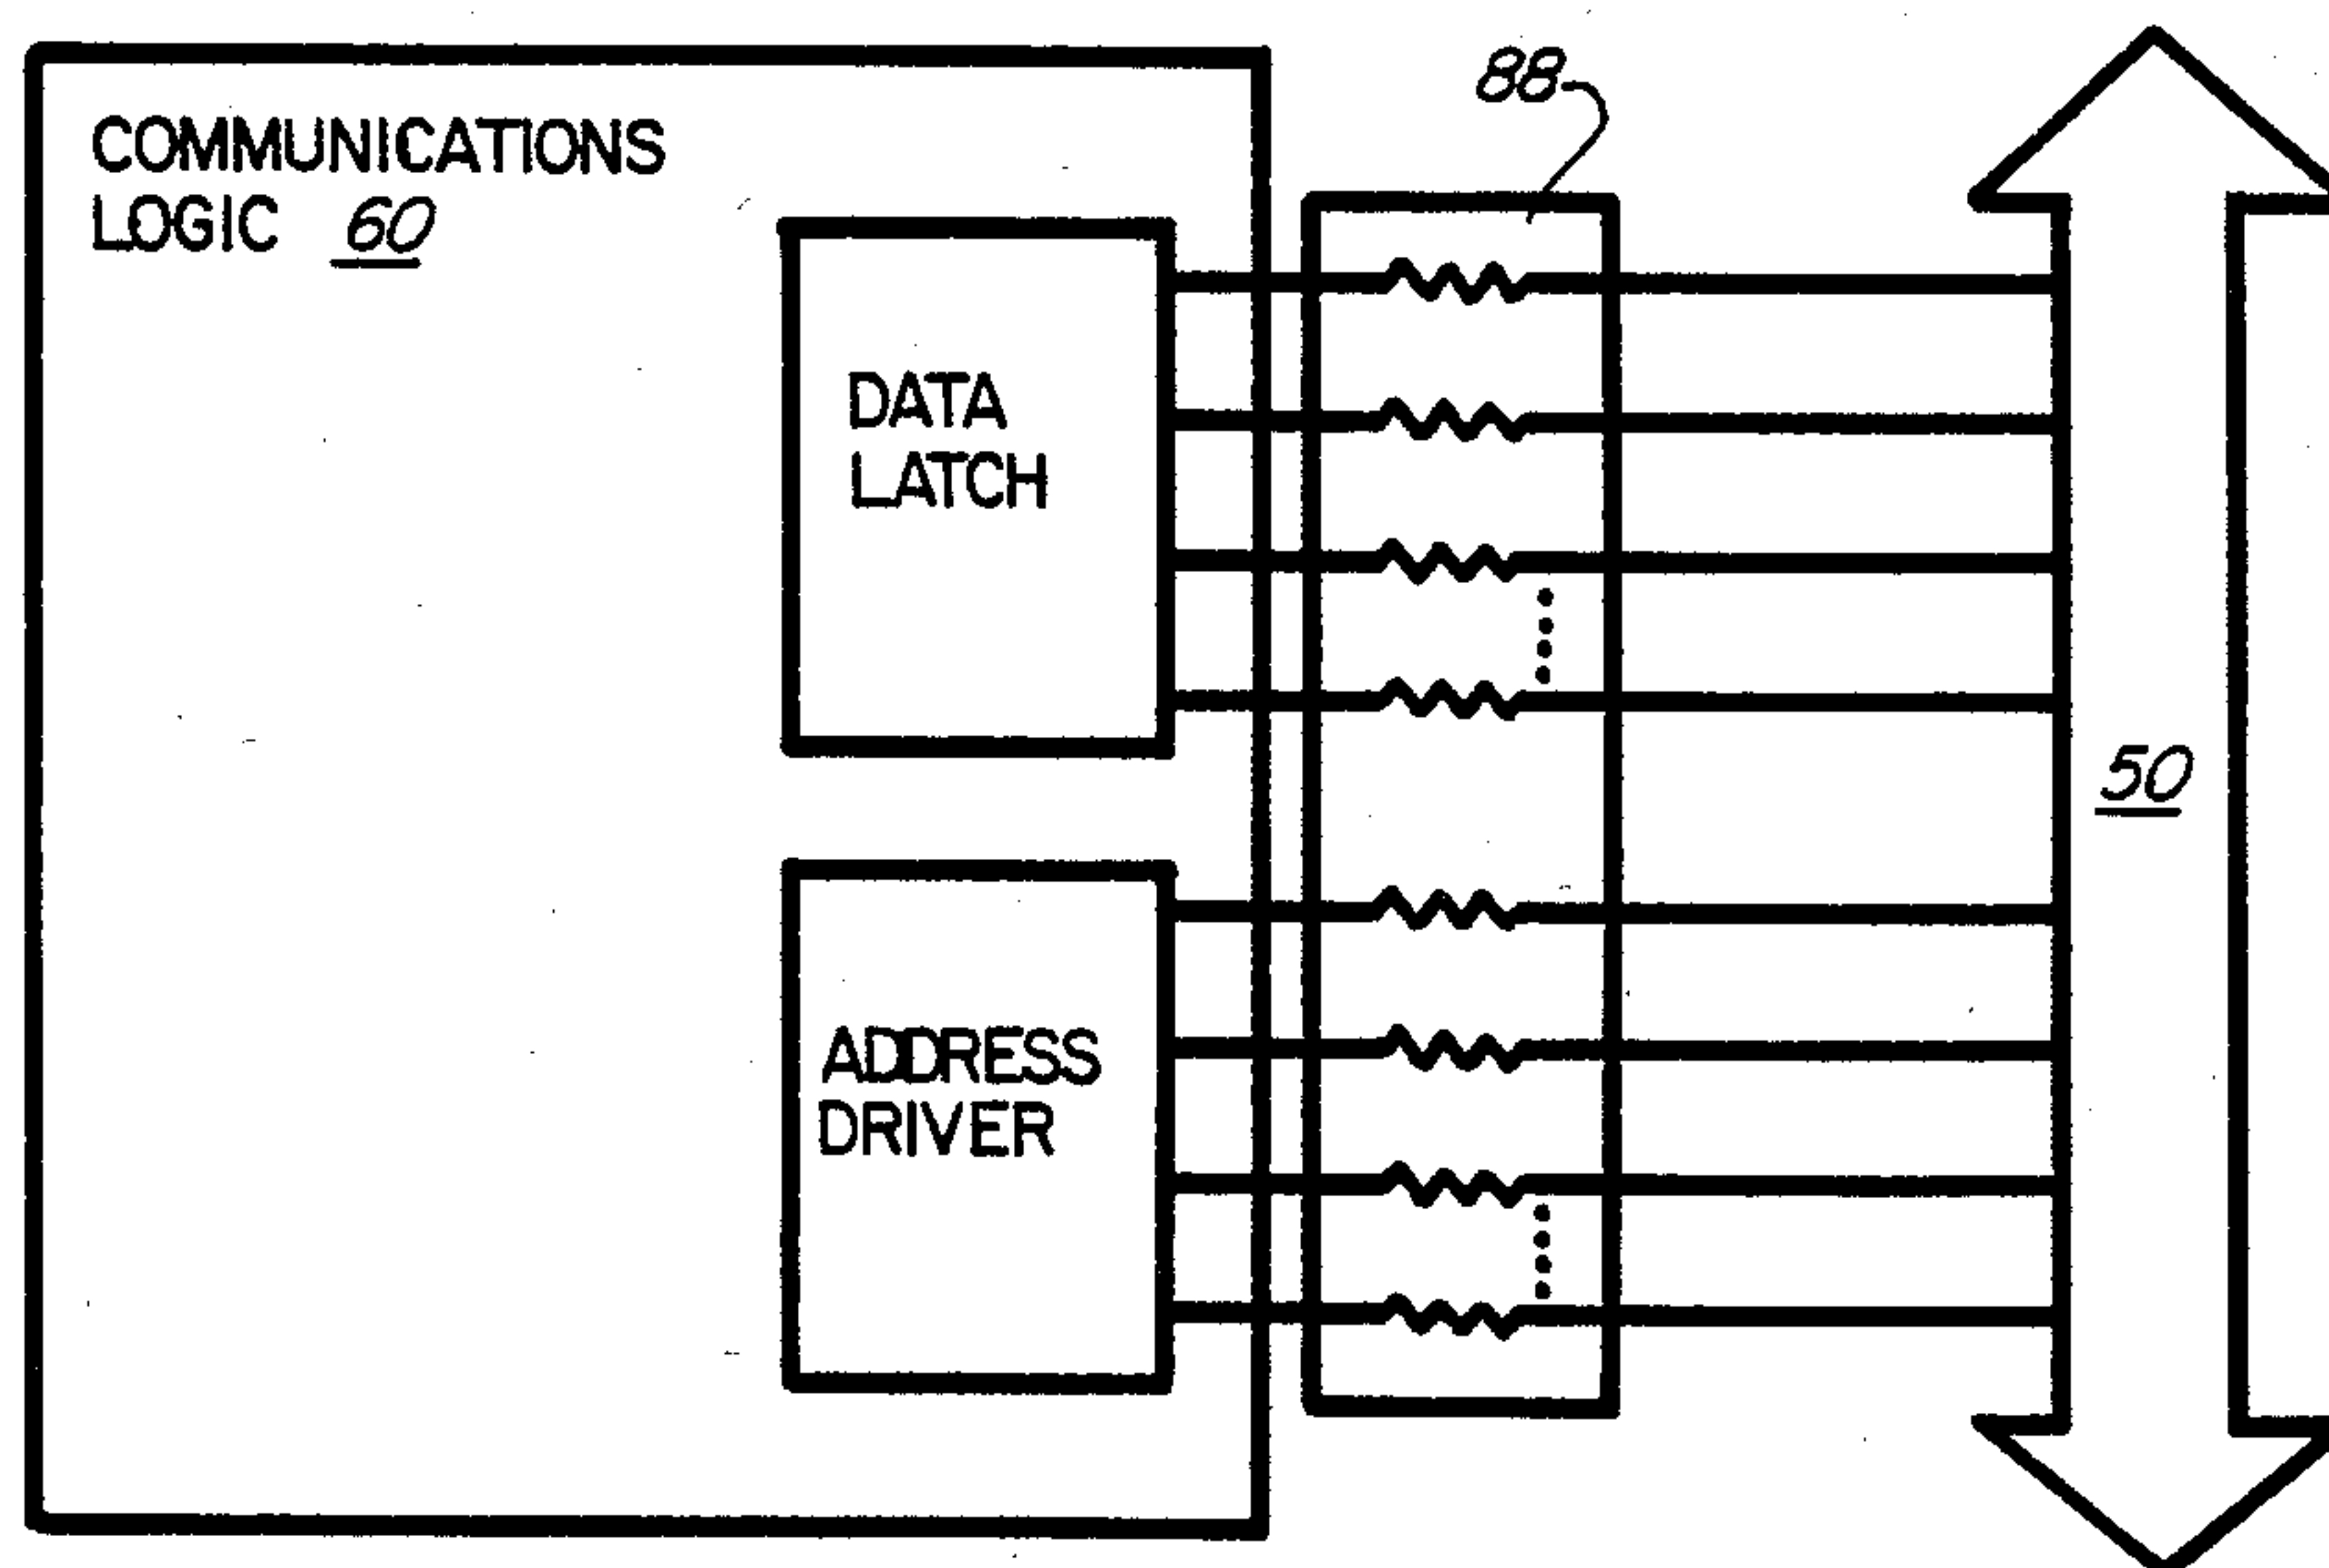 COMMUNICATIONS
LOGIC 60
88
DATA
LATCH
50
ADDRESS
DRIVER